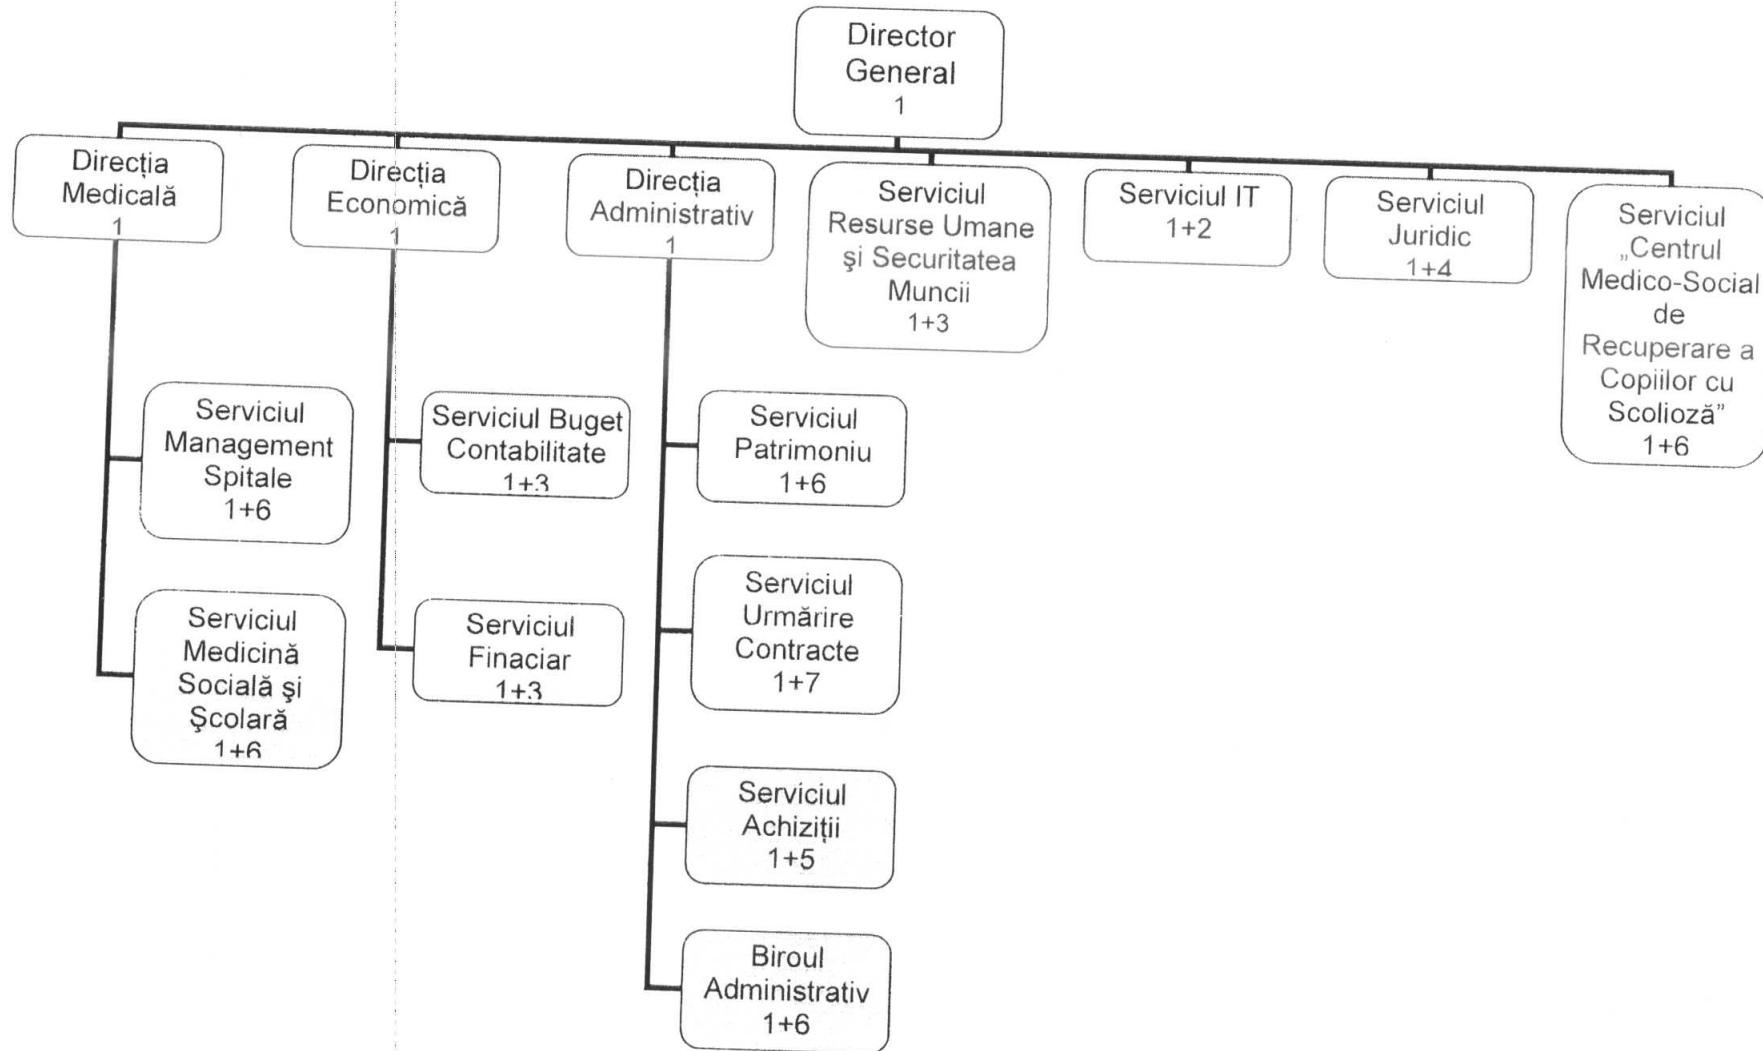 Director
General
1
Direcția
Medicală
1
Direcția
Economică
1
Direcția
Administrativ
1
Serviciul
Resurse Umane
şi Securitatea
Muncii
1+3
Serviciul IT
1+2
Serviciul
Juridic
1+4
Serviciul
„Centrul
Medico-Social
de
Recuperare a
Copiilor cu
Scolioză”
1+6
Serviciul
Management
Spitale
1+6
Serviciul
Medicină
Socială şi
Şcolară
1+6
Serviciul Buget
Contabilitate
1+3
Serviciul
Finaciar
1+3
Serviciul
Patrimoniu
1+6
Serviciul
Urmărire
Contracte
1+7
Serviciul
Achiziții
1+5
Biroul
Administrativ
1+6